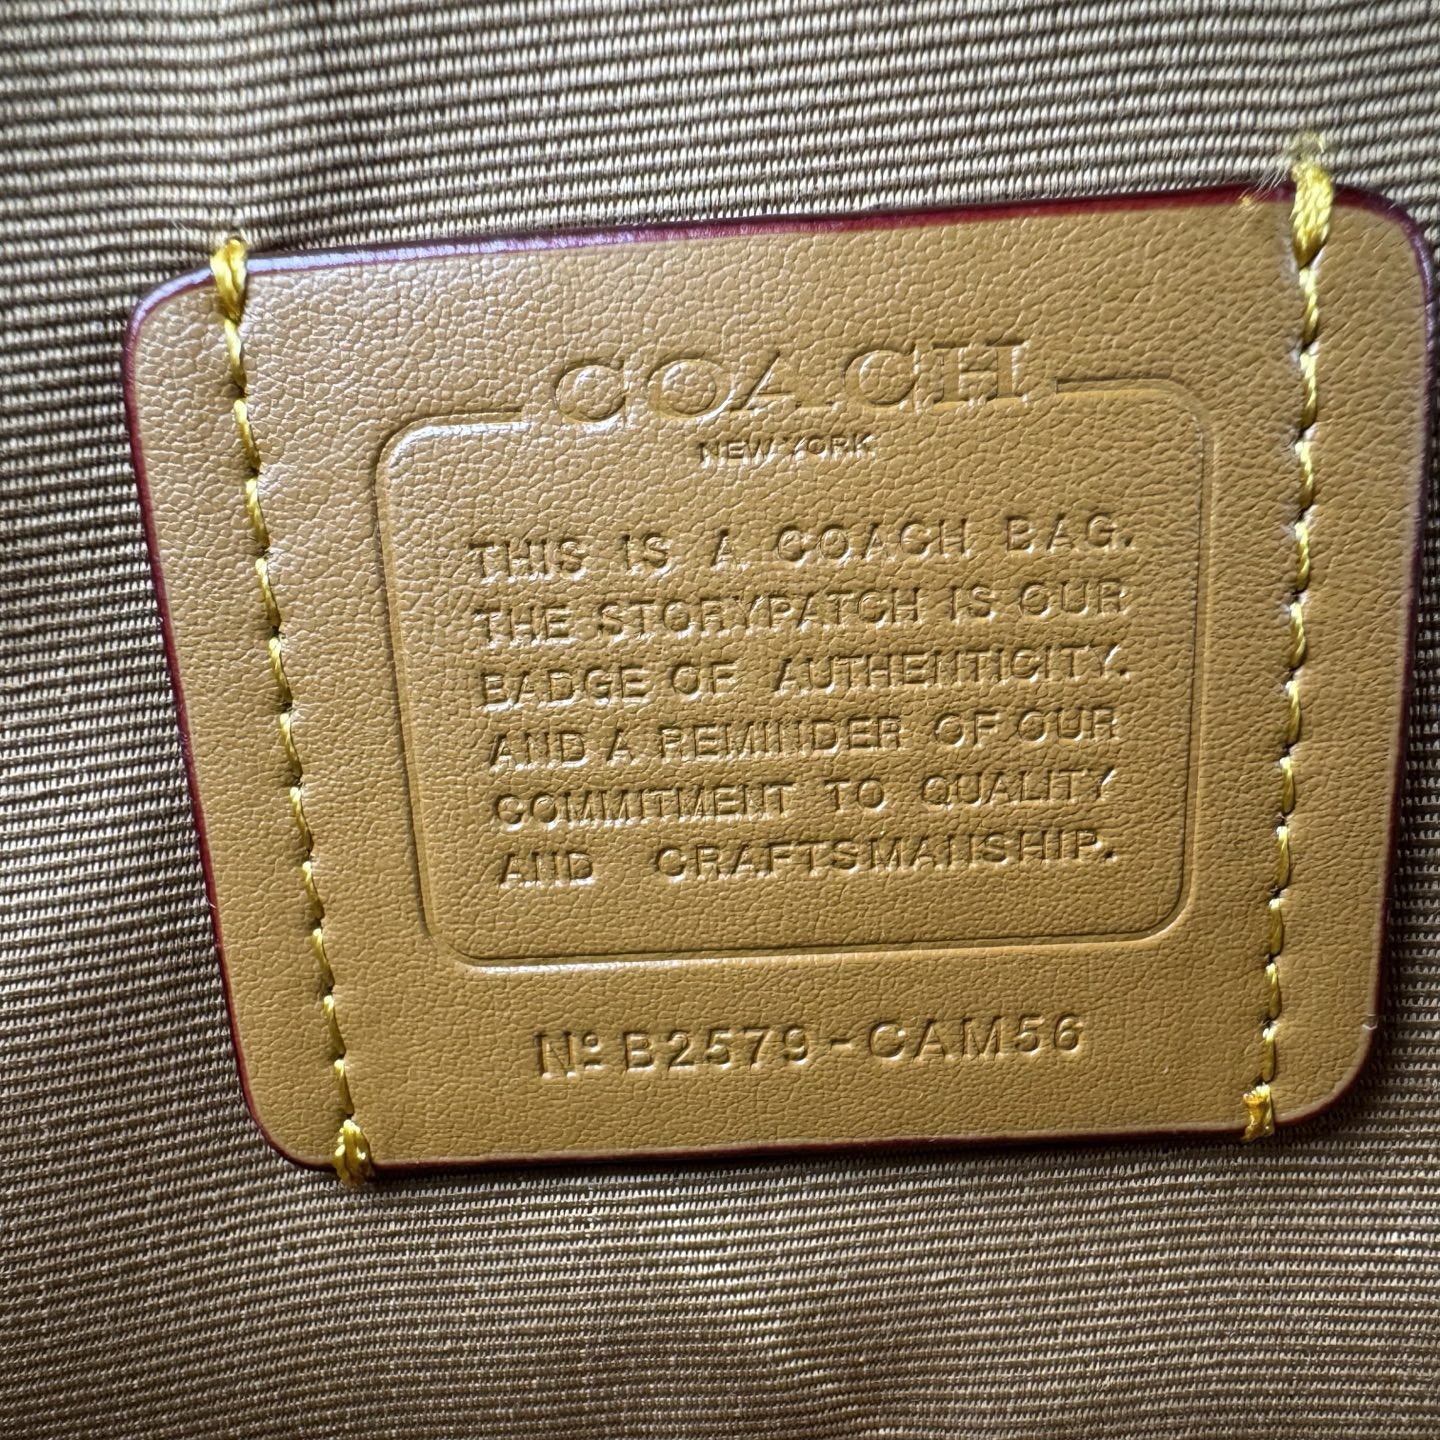 COACH
NEW YORK
THIS IS A COACH BAG.
THE STORYPATCH IS OUR
BADGE OF AUTHENTICITY.
AND A REMINDER OF OUR
COMMITMENT TO QUALITY
AND CRAFTSMANSHIP.
Nº B2579-CAM56